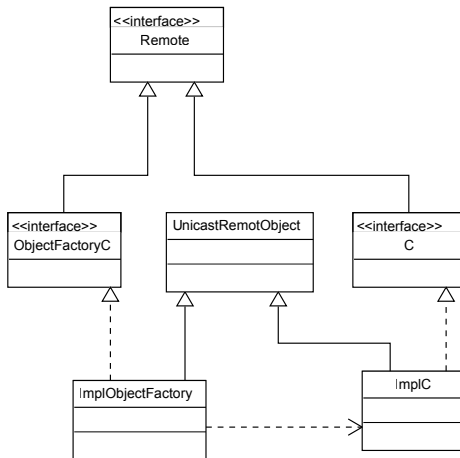 <<interface>>
Remote
<<interface>>
ObjectFactoryC
UnicastRemotObject
<<interface>>
C
ImplObjectFactory
ImplC